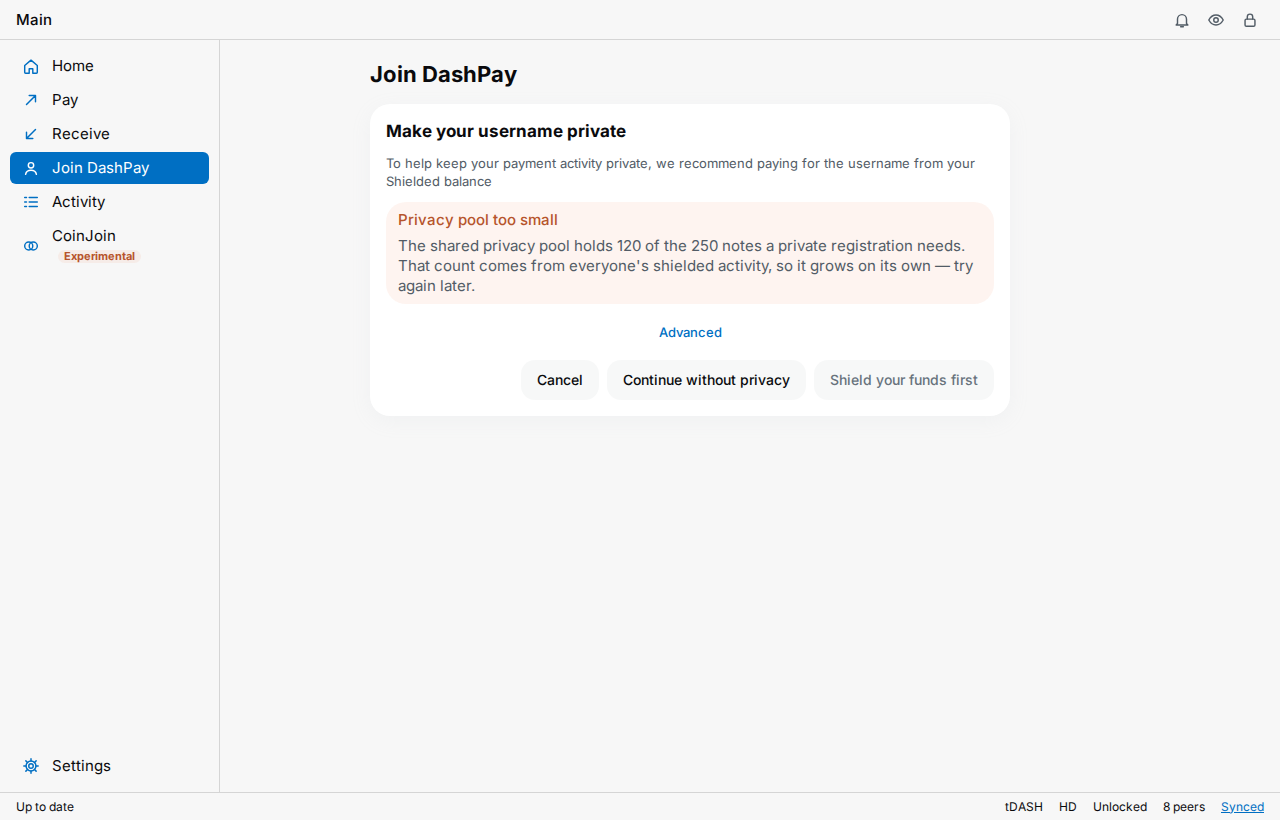 Main
Home
Pay
Receive
Join DashPay
Activity
CoinJoin
Experimental
Settings
Join DashPay
Make your username private
To help keep your payment activity private, we recommend paying for the username from your
Shielded balance
Privacy pool too small
The shared privacy pool holds 120 of the 250 notes a private registration needs.
That count comes from everyone's shielded activity, so it grows on its own — try
again later.
Advanced
Cancel
Continue without privacy
Shield your funds first
Up to date
tDASH
HD
Unlocked
8 peers
Synced